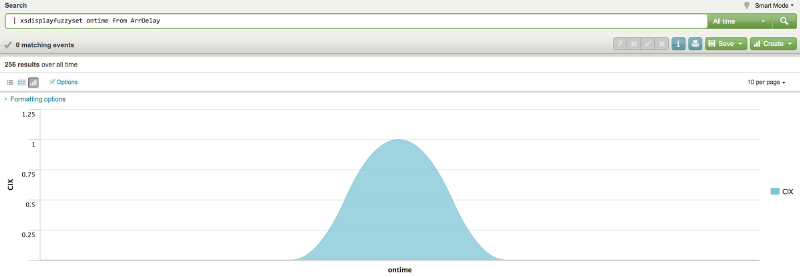 Search
Smart Mode
| xsdisplayfuzzyset ontime from ArrDelay
All time
0 matching events
i
Save
Create
256 results over all time
Options
10 per page
Formatting options
1.25
1
0.75
0.5
0.25
CIX
CIX
ontime